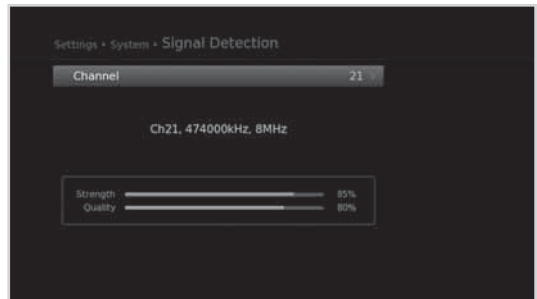 Settings • System • Signal Detection
Channel 21
Ch21, 474000kHz, 8MHz
Strength 85%
Quality 80%